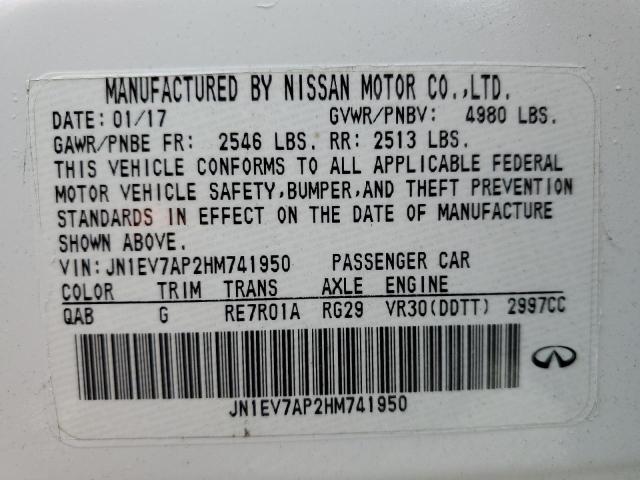 MANUFACTURED BY NISSAN MOTOR CO.,LTD.
DATE: 01/17 GVWR/PNBV: 4980 LBS.
GAWR/PNBE FR: 2546 LBS. RR: 2513 LBS.
THIS VEHICLE CONFORMS TO ALL APPLICABLE FEDERAL
MOTOR VEHICLE SAFETY,BUMPER,AND THEFT PREVENTION
STANDARDS IN EFFECT ON THE DATE OF MANUFACTURE
SHOWN ABOVE.
VIN: JN1EV7AP2HM741950 PASSENGER CAR
COLOR TRIM TRANS AXLE ENGINE
QAB G RE7R01A RG29 VR30(DDTT) 2997CC
JN1EV7AP2HM741950